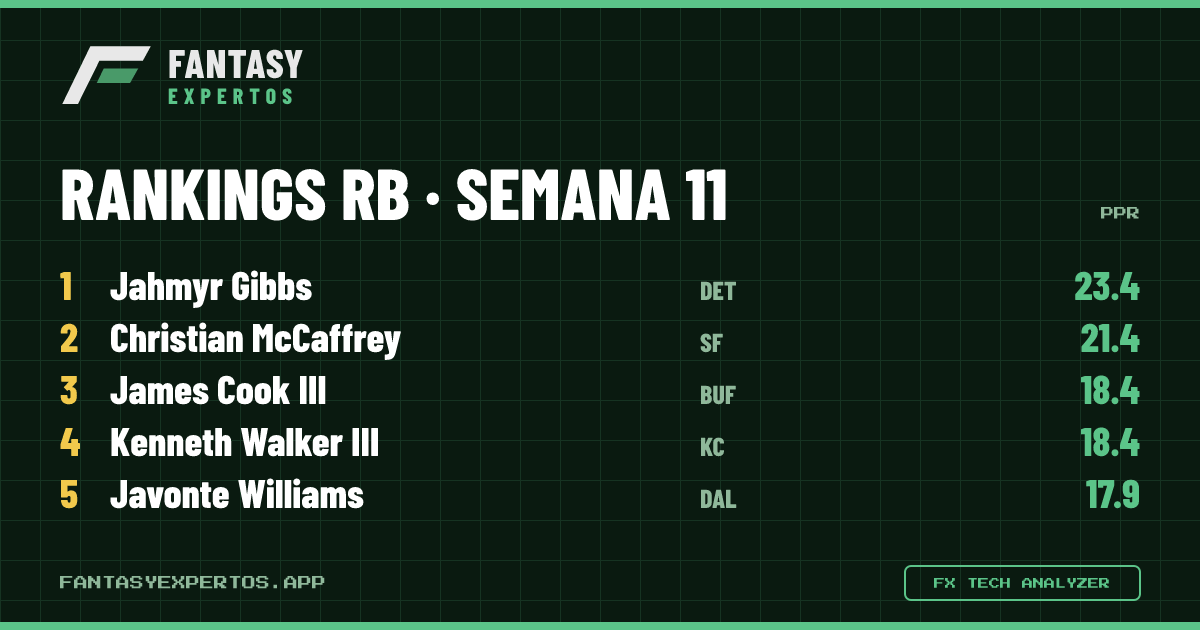 FANTASY
EXPERTOS
RANKINGS RB · SEMANA 11
PPR
1 Jahmyr Gibbs DET 23.4
2 Christian McCaffrey SF 21.4
3 James Cook III BUF 18.4
4 Kenneth Walker III KC 18.4
5 Javonte Williams DAL 17.9
FANTASYEXPERTOS.APP
FX TECH ANALYZER